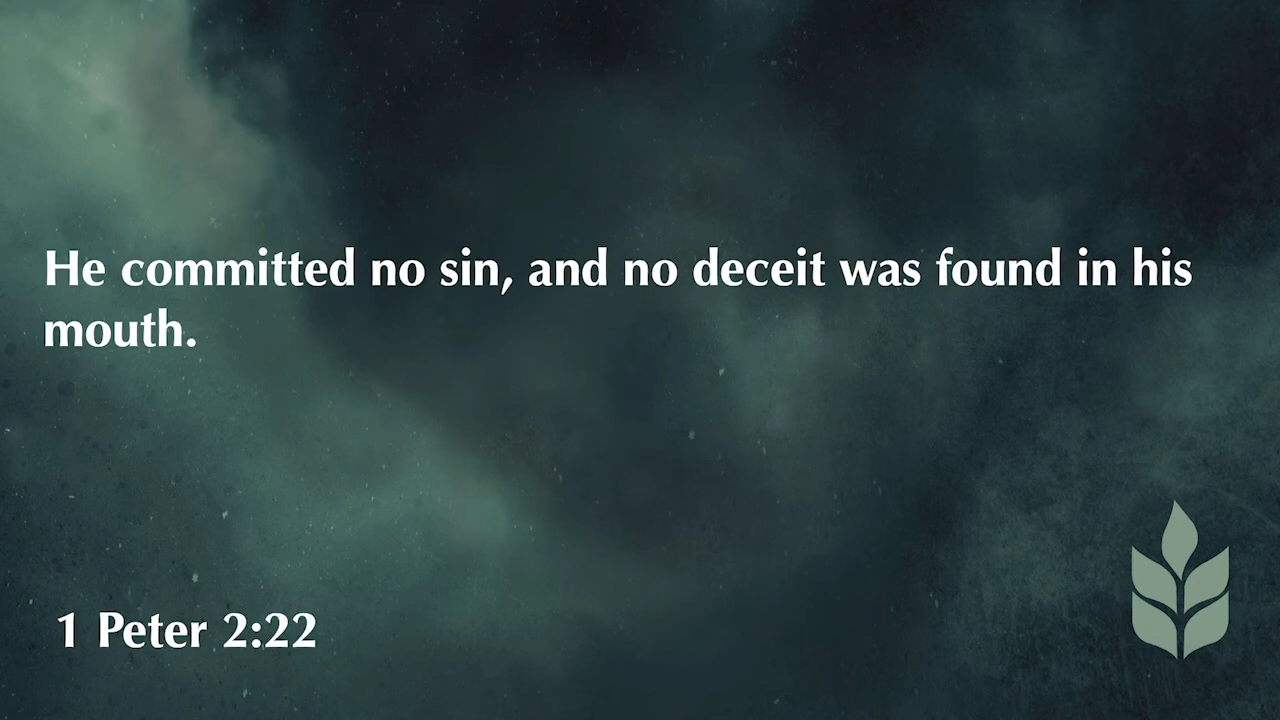 He committed no sin, and no deceit was found in his
mouth.
1 Peter 2:22